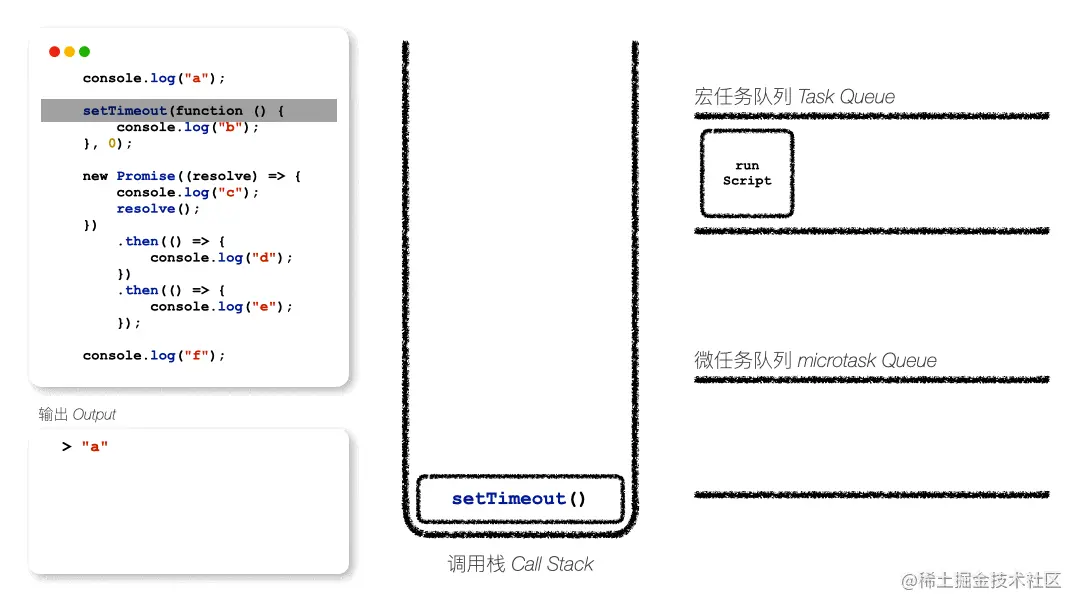 console.log("a");
setTimeout(function () {
console.log("b");
}, 0);
new Promise((resolve) => {
console.log("c");
resolve();
})
.then(() => {
console.log("d");
})
.then(() => {
console.log("e");
});
console.log("f");
输出 Output
> "a"
setTimeout()
调用栈 Call Stack
宏任务队列 Task Queue
run
Script
微任务队列 microtask Queue
@稀土掘金技术社区